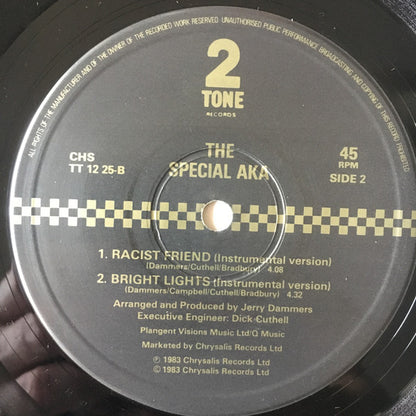 ALL RIGHTS OF THE MANUFACTURER AND OF THE OWNER OF THE RECORDED WORK RESERVED. UNAUTHORISED PUBLIC PERFORMANCE BROADCASTING AND COPYING OF THIS RECORD PROHIBITED
2
TONE
RECORDS
CHS
TT 12 25-B
THE
SPECIAL AKA
45
RPM
SIDE 2
1. RACIST FRIEND (Instrumental version)
(Dammers/Cuthell/Bradbury) 4.08
2. BRIGHT LIGHTS (Instrumental version)
(Dammers/Campbell/Cuthell/Bradbury) 4.32
Arranged and Produced by Jerry Dammers
Executive Engineer: Dick Cuthell
Plangent Visions Music Ltd/Q Music
Marketed by Chrysalis Records Ltd
℗ 1983 Chrysalis Records Ltd
© 1983 Chrysalis Records Ltd